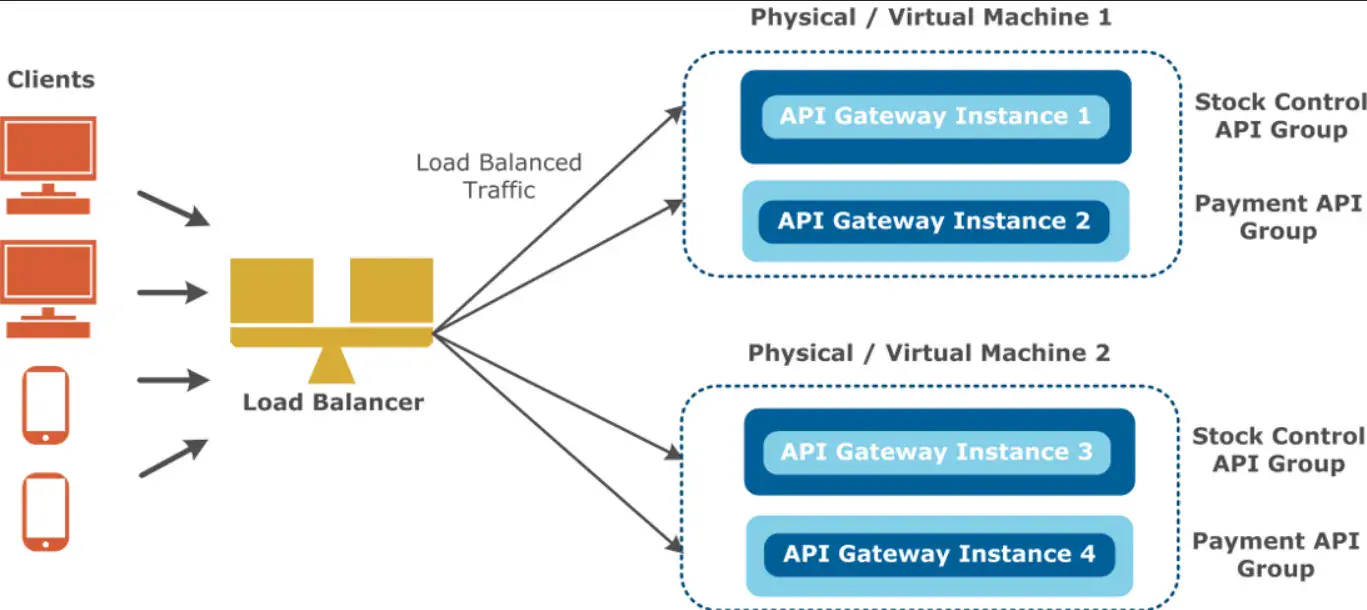 Physical / Virtual Machine 1
Clients
API Gateway Instance 1
Stock Control
API Group
Load Balanced
Traffic
API Gateway Instance 2
Payment API
Group
Load Balancer
Physical / Virtual Machine 2
API Gateway Instance 3
Stock Control
API Group
API Gateway Instance 4
Payment API
Group